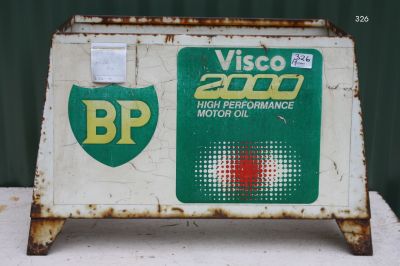 326
Visco
326
2000
HIGH PERFORMANCE
MOTOR OIL
BP